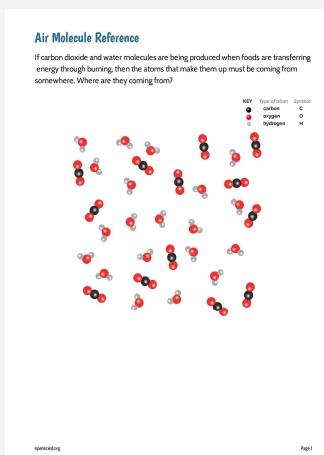 Air Molecule Reference
If carbon dioxide and water molecules are being produced when foods are transferring
energy through burning, then the atoms that make them up must be coming from
somewhere. Where are they coming from?
KEY Type of atom Symbol
carbon C
oxygen O
hydrogen H
openscied.org Page 1